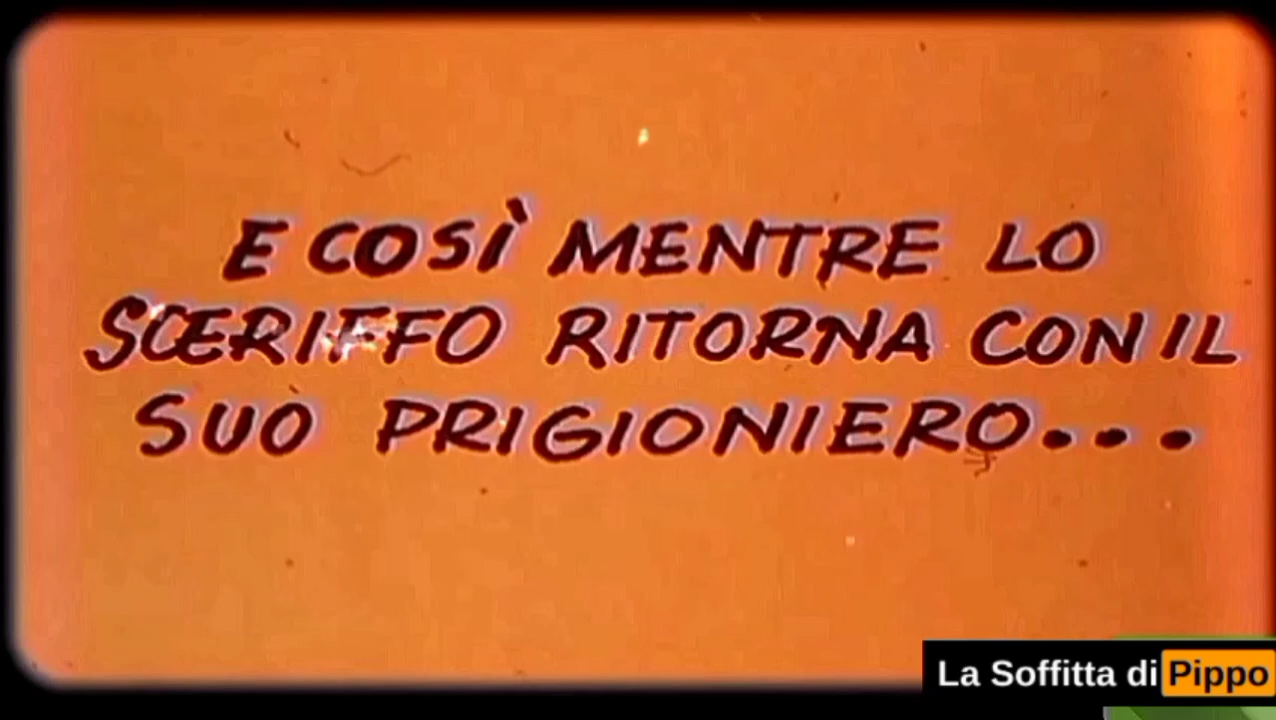 E COSÌ MENTRE LO
SCERIFFO RITORNA CON IL
SUO PRIGIONIERO...
La Soffitta di Pippo